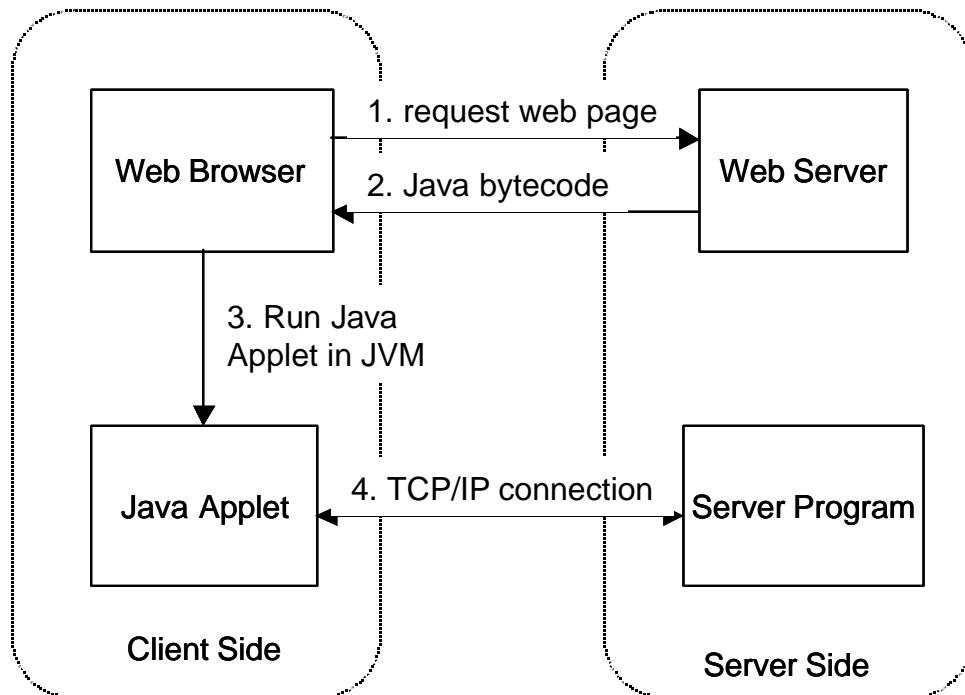 1. request web page
Web Browser
Web Server
2. Java bytecode
3. Run Java
Applet in JVM
4. TCP/IP connection
Java Applet
Server Program
Client Side
Server Side